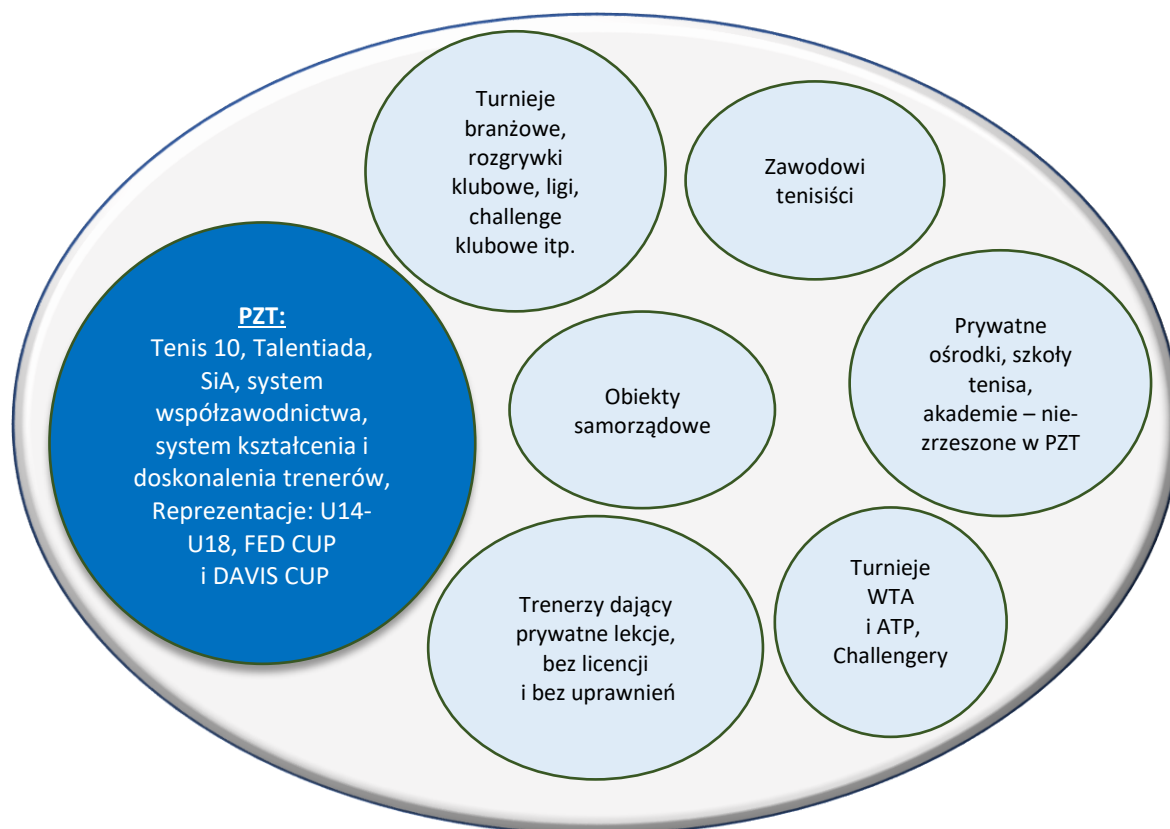 Turnieje
branżowe,
rozgrywki
klubowe, ligi,
challenge
klubowe itp.
Zawodowi
tenisiści
PZT:
Tenis 10, Talentiada,
SiA, system
współzawodnictwa,
system kształcenia i
doskonalenia trenerów,
Reprezentacje: U14-
U18, FED CUP
i DAVIS CUP
Obiekty
samorządowe
Prywatne
ośrodki, szkoły
tenisa,
akademie – nie-
zrzeszone w PZT
Trenerzy dający
prywatne lekcje,
bez licencji
i bez uprawnień
Turnieje
WTA
i ATP,
Challengery